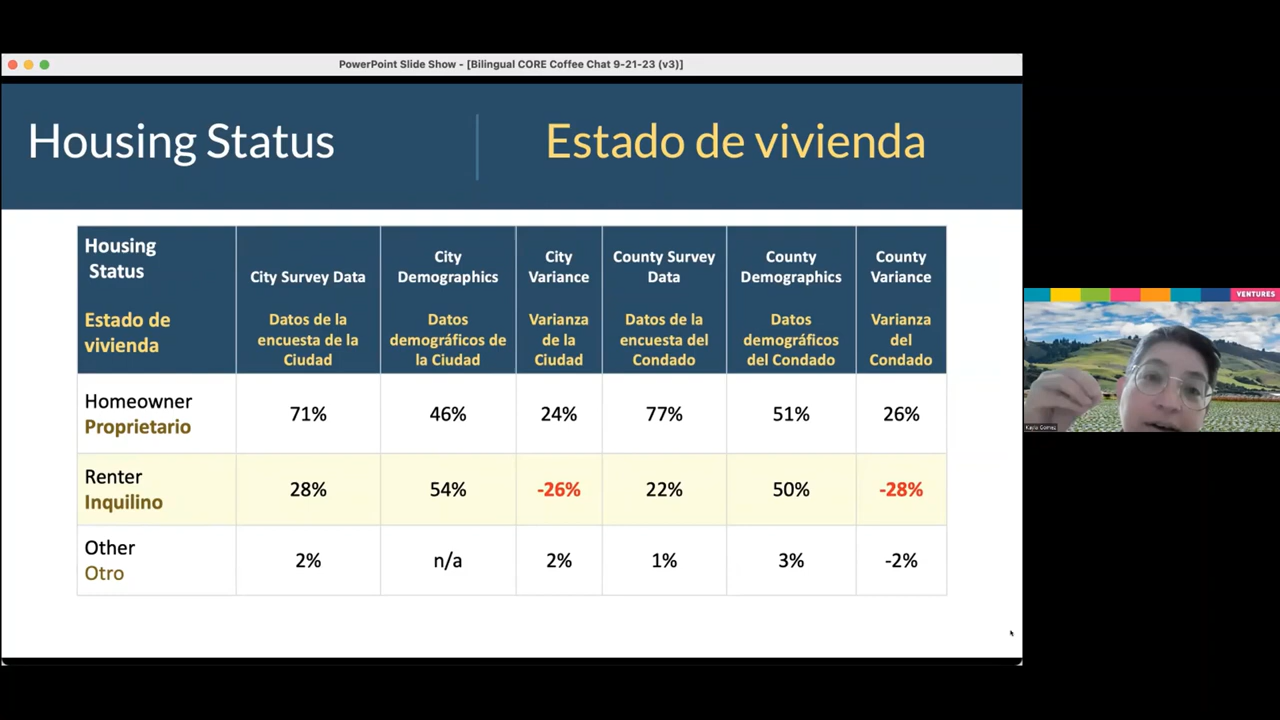 PowerPoint Slide Show - [Bilingual CORE Coffee Chat 9-21-23 (v3)]
Housing Status
Estado de vivienda
Housing
Status
Estado de
vivienda
City Survey Data
Datos de la
encuesta de la
Ciudad
City
Demographics
Datos
demográficos de
la Ciudad
City
Variance
Varianza
de la
Ciudad
County Survey
Data
Datos de la
encuesta del
Condado
County
Demographics
Datos
demográficos
del Condado
County
Variance
Varianza
del
Condado
Homeowner
Proprietario
71%
46%
24%
77%
51%
26%
Renter
Inquilino
28%
54%
-26%
22%
50%
-28%
Other
Otro
2%
n/a
2%
1%
3%
-2%
VENTURES
Kayla Gomez